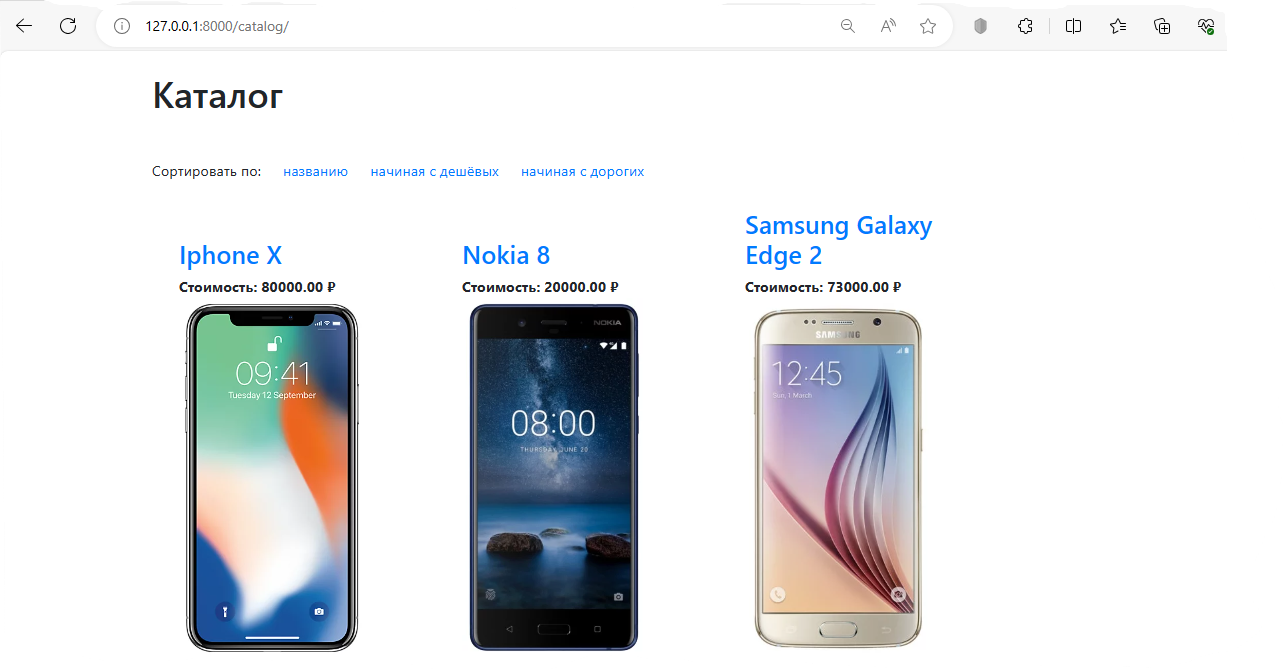 127.0.0.1:8000/catalog/
Каталог
Сортировать по: названию начиная с дешёвых начиная с дорогих
Iphone X
Стоимость: 80000.00 ₽
Nokia 8
Стоимость: 20000.00 ₽
Samsung Galaxy
Edge 2
Стоимость: 73000.00 ₽
09:41
Tuesday 12 September
NOKIA
08:00
THURSDAY, JUNE 20
SAMSUNG
12:45
Sun, 1 March